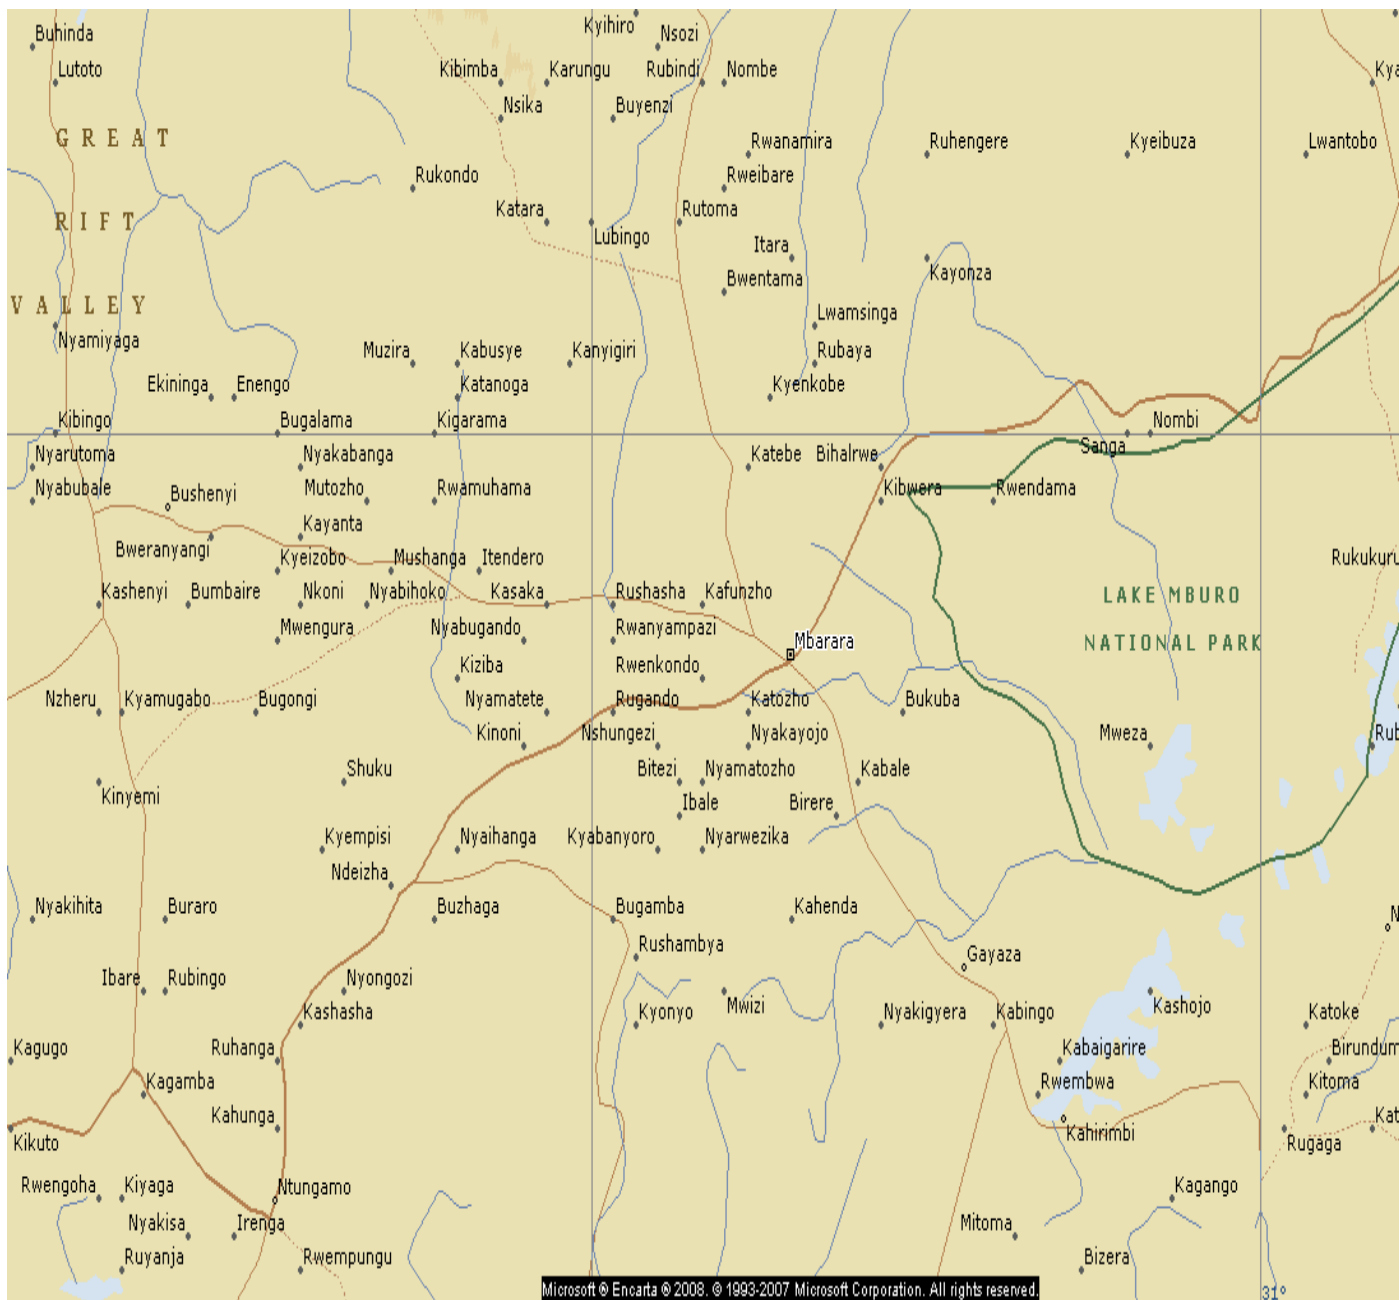 Kyihiro
Buhinda
Nsozi
Lutoto
Kibimba
Karungu
Rubindi
Nombe
Kya
Nsika
Buyenzi
GREAT
Rwanamira
Ruhengere
Kyeibuza
Lwantobo
Rukondo
Rweibare
RIFT
Katara
Lubingo
Rutoma
Itara
Kayonza
Bwentama
VALLEY
Lwamsinga
Nyamiyaga
Muzira
Kabusye
Kanyigiri
Rubaya
Ekininga
Enengo
Katanoga
Kyenkobe
Kibingo
Bugalama
Kigarama
Nombi
Sanga
Nyarutoma
Nyakabanga
Katebe
Bihalrwe
Nyabubale
Bushenyi
Mutozho
Rwamuhama
Kibwera
Rwendama
Kayanta
Bweranyangi
Kyeizobo
Mushanga
Itendero
Rukukuru
Kashenyi
Bumbaire
Nkoni
Nyabihoko
Kasaka
Rushasha
Kafunzho
LAKE MBURO
Mwengura
Nyabugando
Rwanyampazi
Mbarara
NATIONAL PARK
Kiziba
Rwenkondo
Nzheru
Kyamugabo
Bugongi
Nyamatete
Rugando
Katozho
Bukuba
Kinoni
Nshungezi
Nyakayojo
Mweza
Rub
Kinyemi
Shuku
Bitezi
Nyamatozho
Kabale
Ibale
Birere
Kyempisi
Nyaihanga
Kyabanyoro
Nyarwezika
Ndeizha
Nyakihita
Buraro
Buzhaga
Bugamba
Kahenda
N
Rushambya
Gayaza
Ibare
Rubingo
Nyongozi
Mwizi
Kashojo
Kashasha
Kyonyo
Nyakigyera
Kabingo
Katoke
Kagugo
Ruhanga
Kabaigarire
Birundum
Kagamba
Rwembwa
Kitoma
Kahunga
Kikuto
Kahirimbi
Rugaga
Kat
Rwengoha
Kiyaga
Ntungamo
Kagango
Nyakisa
Irenga
Mitoma
Ruyanja
Rwempungu
Bizera
Microsoft ® Encarta ® 2008. © 1993-2007 Microsoft Corporation. All rights reserved.
31°